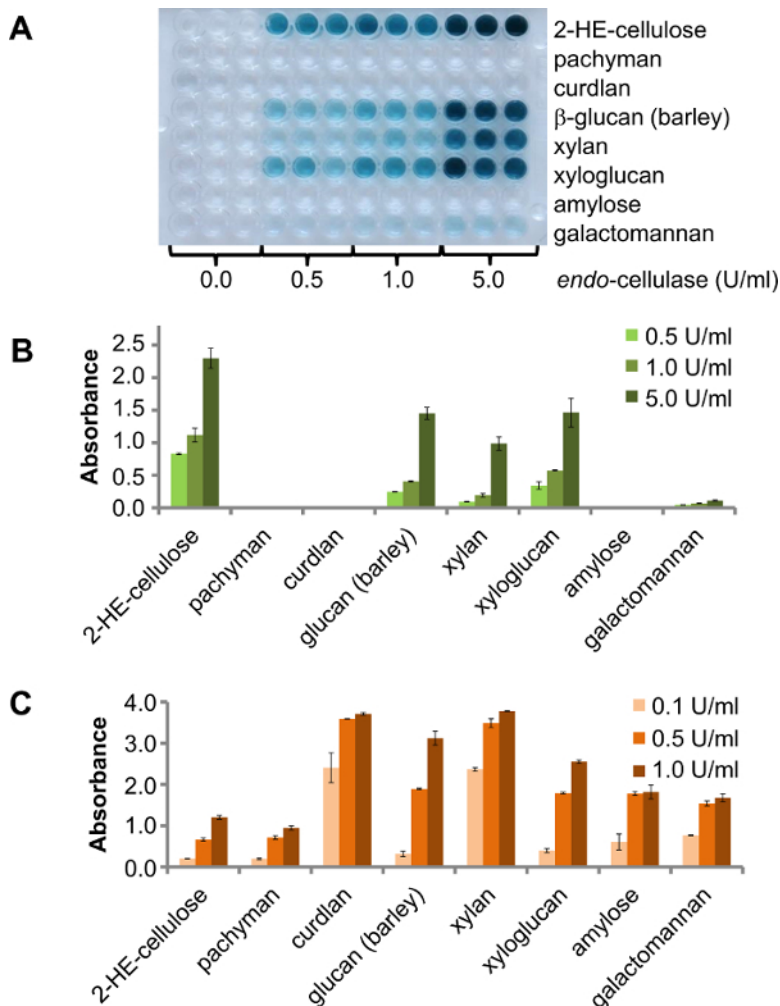 A
2-HE-cellulose
pachyman
curdlan
β-glucan (barley)
xylan
xyloglucan
amylose
galactomannan
0.0 0.5 1.0 5.0 endo-cellulase (U/ml)
B
Absorbance
2.5
2.0
1.5
1.0
0.5
0.0
0.5 U/ml
1.0 U/ml
5.0 U/ml
2-HE-cellulose
pachyman
curdlan
glucan (barley)
xylan
xyloglucan
amylose
galactomannan
C
Absorbance
4.0
3.0
2.0
1.0
0.0
0.1 U/ml
0.5 U/ml
1.0 U/ml
2-HE-cellulose
pachyman
curdlan
glucan (barley)
xylan
xyloglucan
amylose
galactomannan